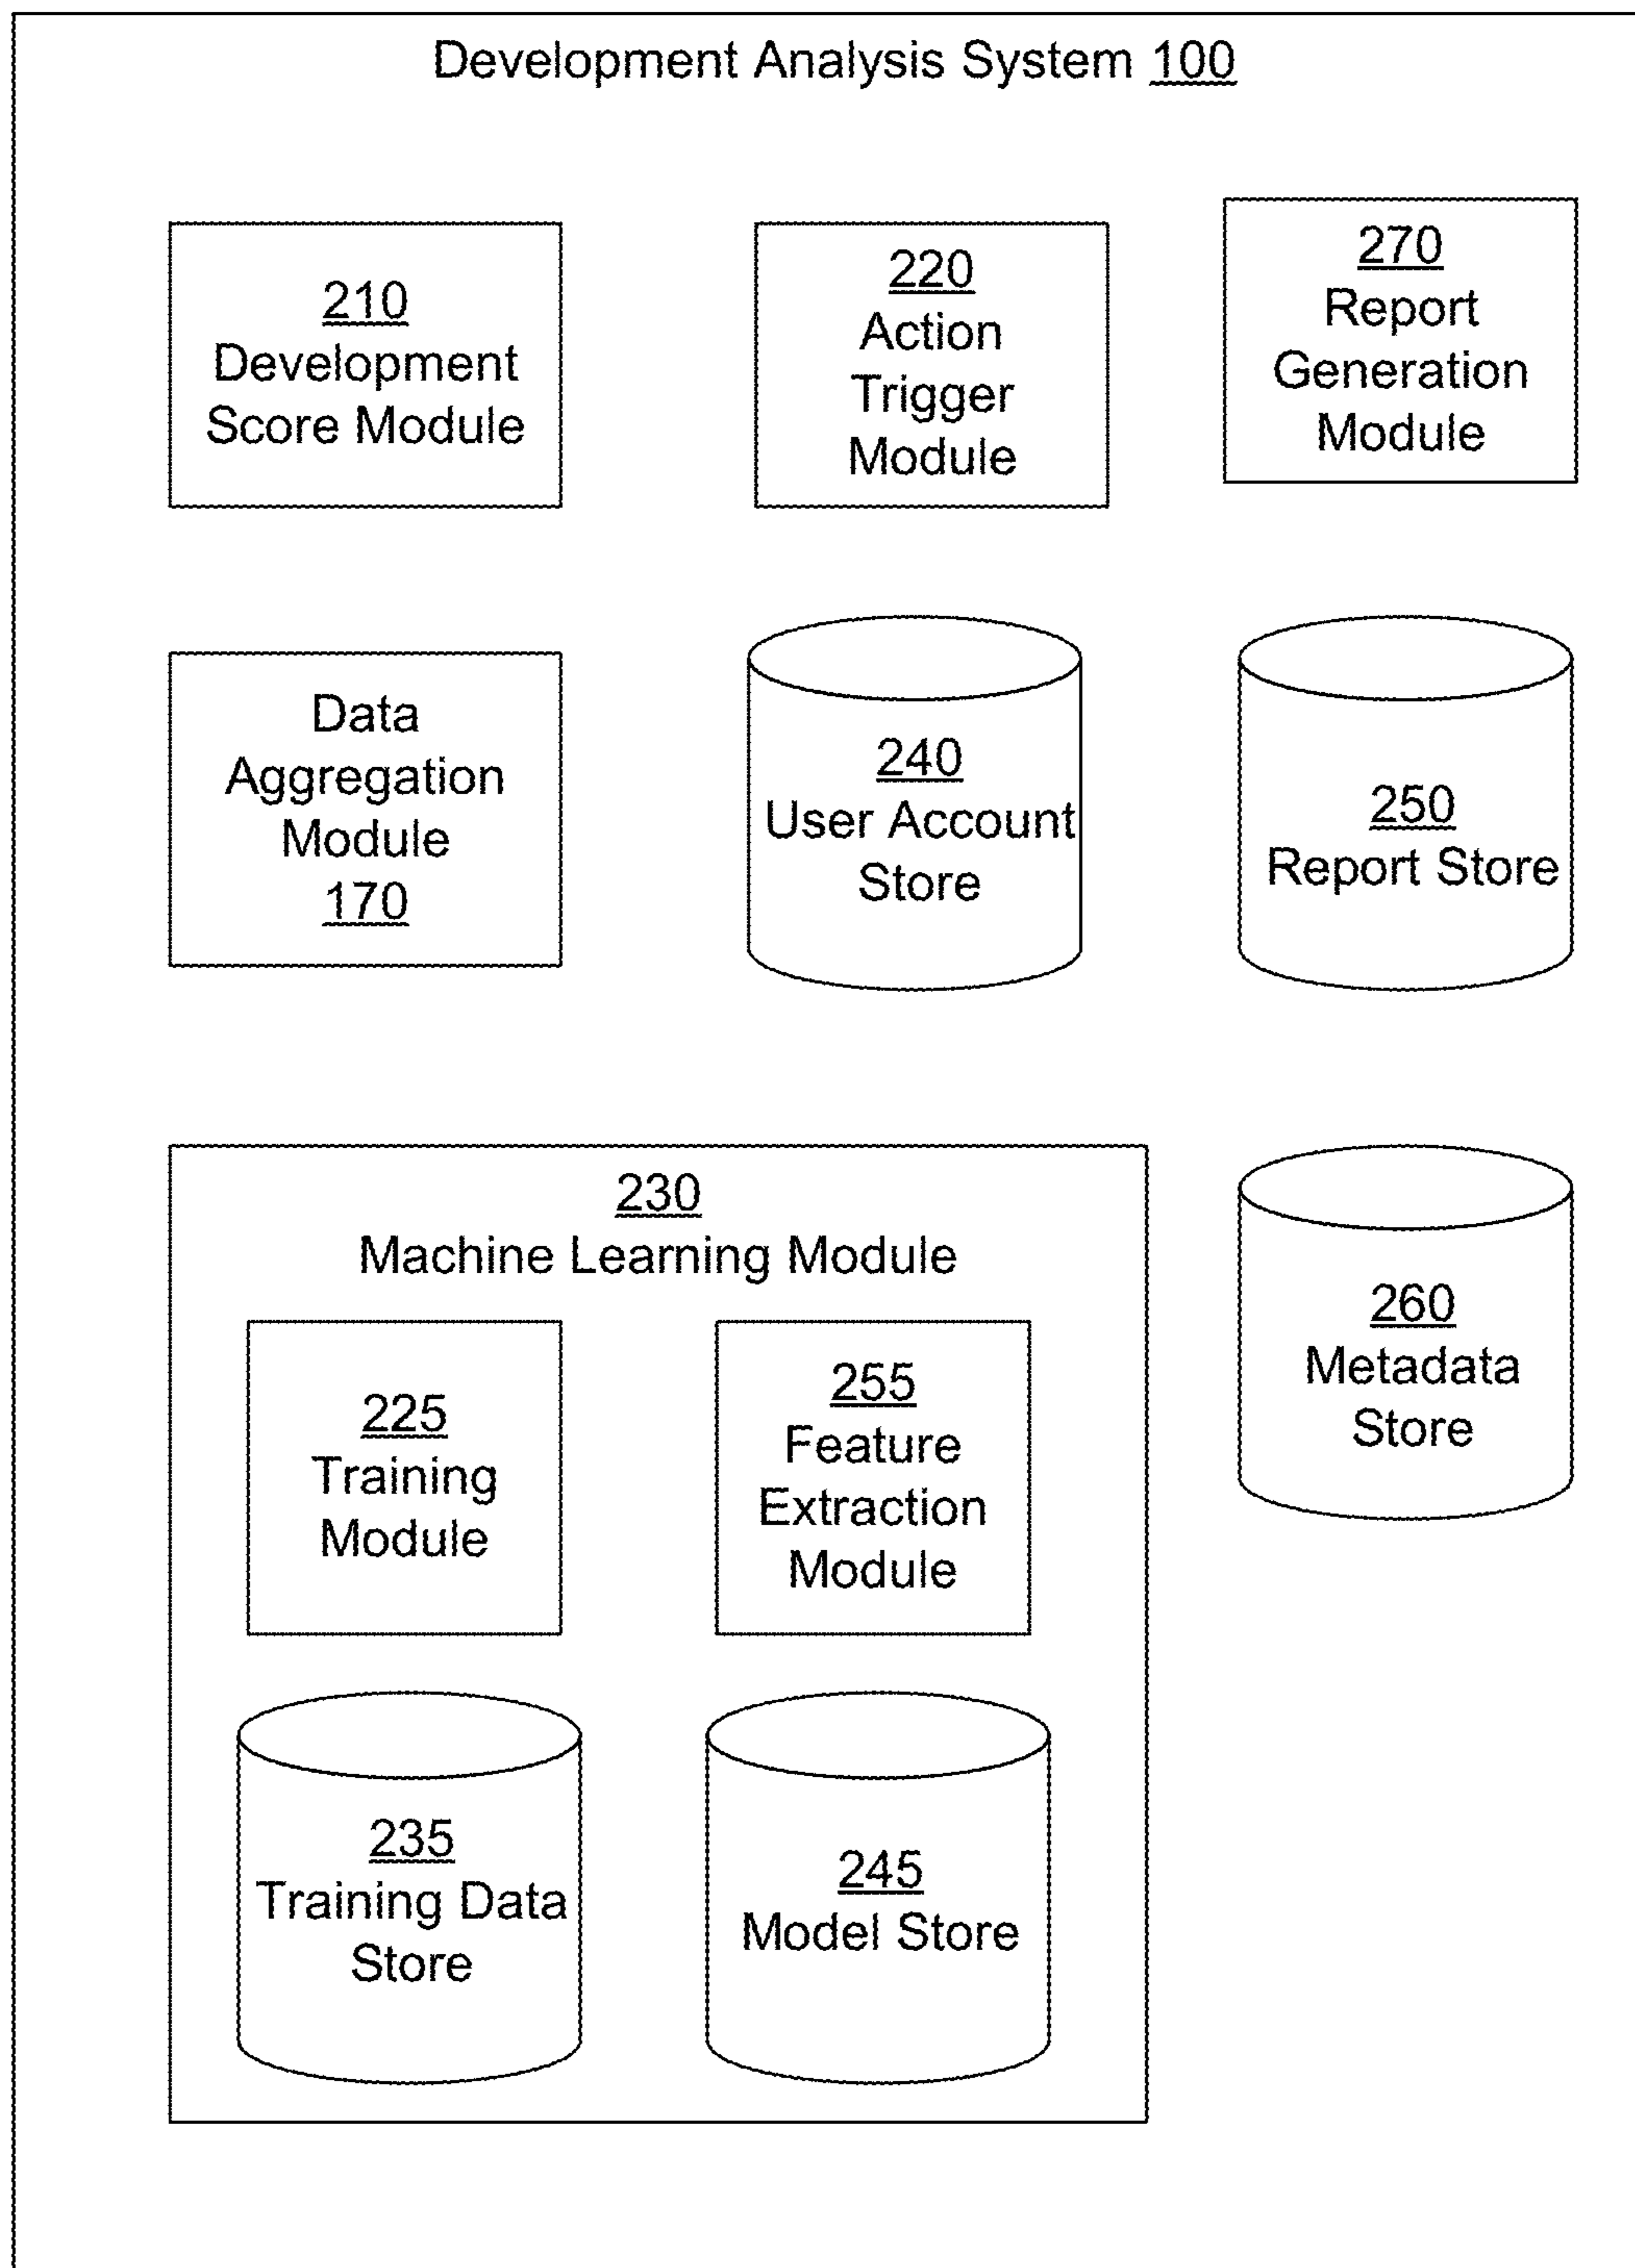 Development Analysis System 100
210
Development
Score Module
220
Action
Trigger
Module
270
Report
Generation
Module
Data
Aggregation
Module
170
240
User Account
Store
250
Report Store
230
Machine Learning Module
225
Training
Module
255
Feature
Extraction
Module
260
Metadata
Store
235
Training Data
Store
245
Model Store